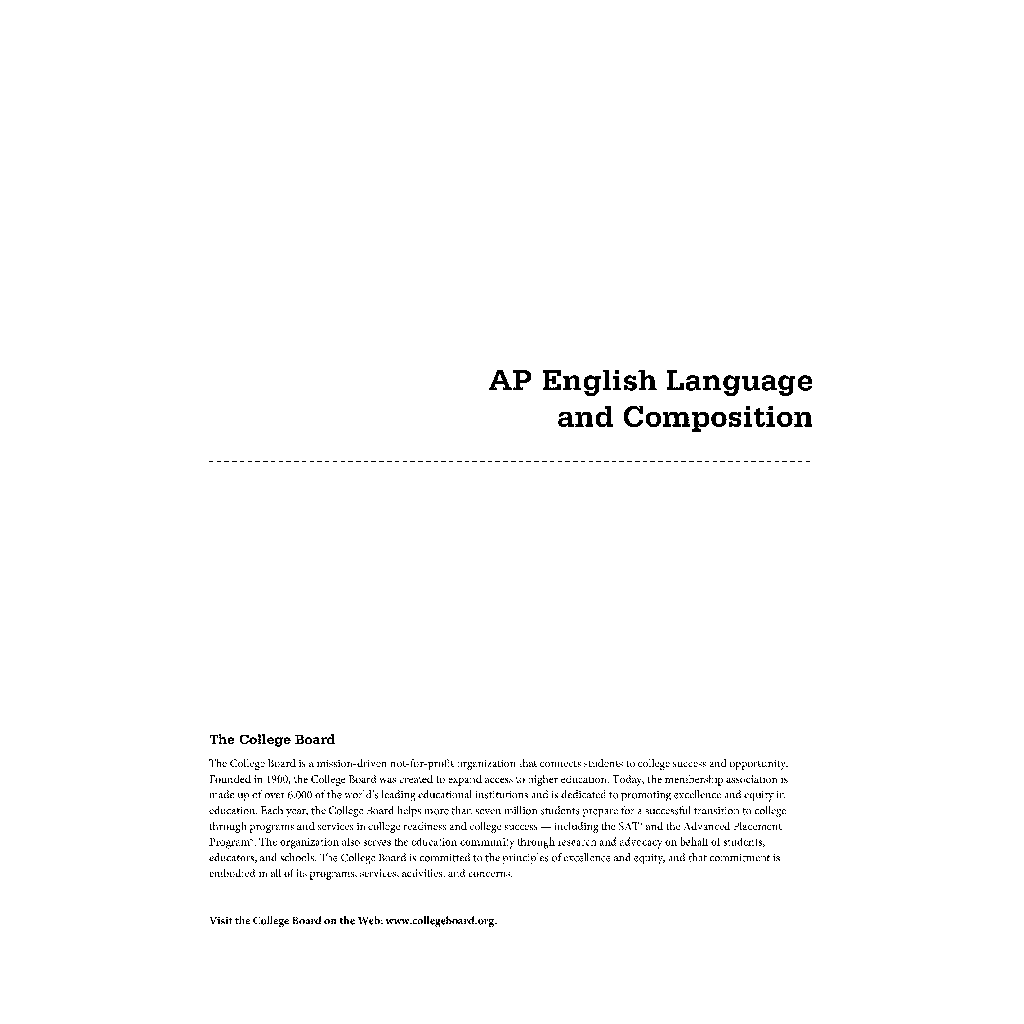 AP English Language
and Composition
The College Board
The College Board is a mission-driven not-for-profit organization that connects students to college success and opportunity.
Founded in 1900, the College Board was created to expand access to higher education. Today, the membership association is
made up of over 6,000 of the world's leading educational institutions and is dedicated to promoting excellence and equity in
education. Each year, the College Board helps more than seven million students prepare for a successful transition to college
through programs and services in college readiness and college success — including the SAT® and the Advanced Placement
Program®. The organization also serves the education community through research and advocacy on behalf of students,
educators, and schools. The College Board is committed to the principles of excellence and equity, and that commitment is
embodied in all of its programs, services, activities, and concerns.
Visit the College Board on the Web: www.collegeboard.org.